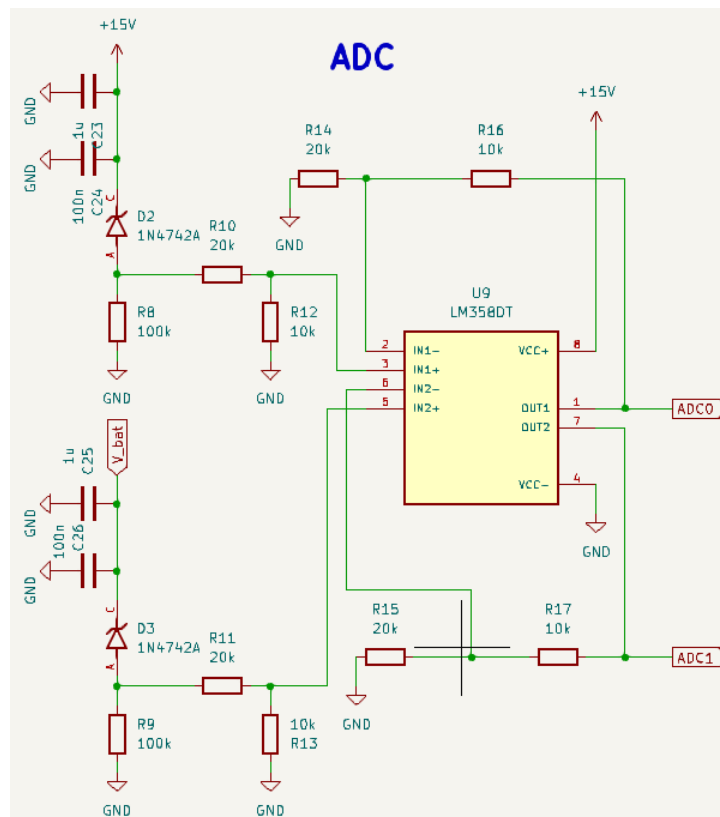 ADC
+15V
GND
1u
C23
GND
100n
C24
C
D2
1N4742A
A
R8
100k
GND
R10
20k
R12
10k
GND
R14
20k
GND
R16
10k
+15V
U9
LM358DT
2 IN1-
3 IN1+
6 IN2-
5 IN2+
VCC+ 8
OUT1 1
OUT2 7
VCC- 4
GND
ADC0
V_bat
1u
C25
GND
100n
C26
GND
C
D3
1N4742A
A
R9
100k
GND
R11
20k
10k
R13
GND
R15
20k
GND
R17
10k
ADC1